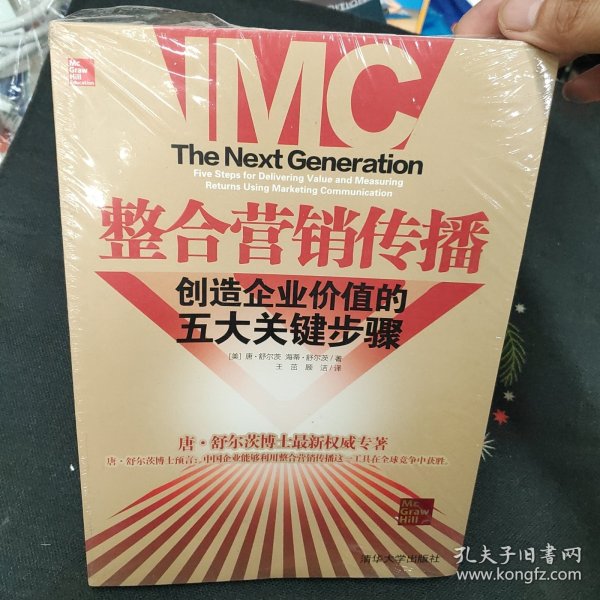 Mc
Graw
Hill
Education
IMC
The Next Generation
Five Steps for Delivering Value and Measuring
Returns Using Marketing Communication
整合营销传播
创造企业价值的
五大关键步骤
[美] 唐·舒尔茨 海蒂·舒尔茨/著
王茁 顾洁/译
唐·舒尔茨博士最新权威专著
唐·舒尔茨博士预言：中国企业能够利用整合营销传播这一工具在全球竞争中获胜。
Mc
Graw
Hill
清华大学出版社
孔夫子旧书网
www.kongfz.com